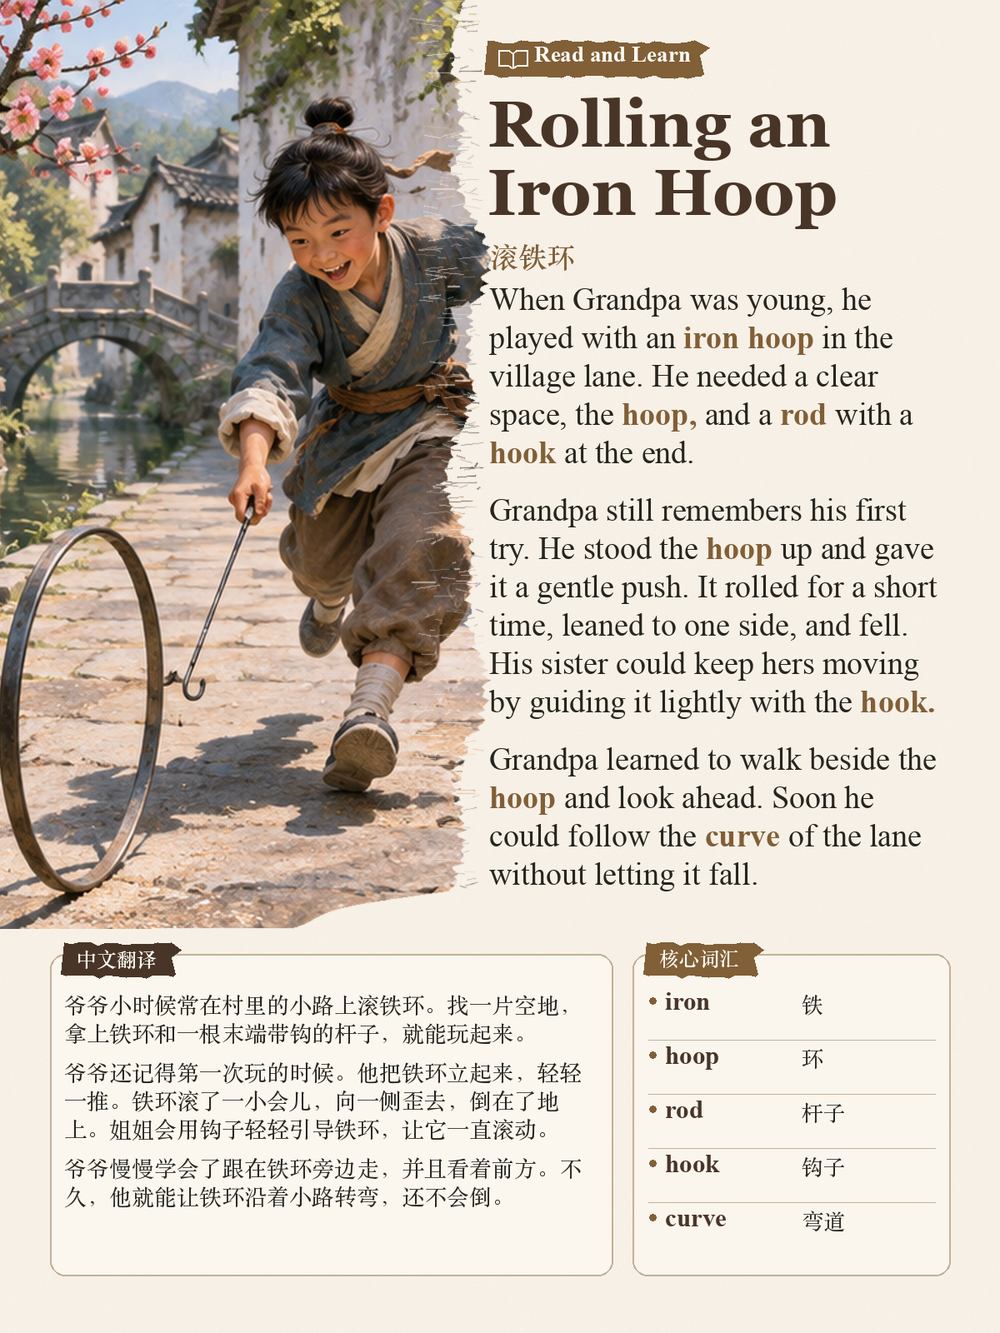 Read and Learn
Rolling an
Iron Hoop
滚铁环
When Grandpa was young, he
played with an iron hoop in the
village lane. He needed a clear
space, the hoop, and a rod with a
hook at the end.
Grandpa still remembers his first
try. He stood the hoop up and gave
it a gentle push. It rolled for a short
time, leaned to one side, and fell.
His sister could keep hers moving
by guiding it lightly with the hook.
Grandpa learned to walk beside the
hoop and look ahead. Soon he
could follow the curve of the lane
without letting it fall.
中文翻译
爷爷小时候常在村里的小路上滚铁环。找一片空地，
拿上铁环和一根末端带钩的杆子，就能玩起来。
爷爷还记得第一次玩的时候。他把铁环立起来，轻轻
一推。铁环滚了一小会儿，向一侧歪去，倒在了地
上。姐姐会用钩子轻轻引导铁环，让它一直滚动。
爷爷慢慢学会了跟在铁环旁边走，并且看着前方。不
久，他就能让铁环沿着小路转弯，还不会倒。
核心词汇
• iron 铁
• hoop 环
• rod 杆子
• hook 钩子
• curve 弯道